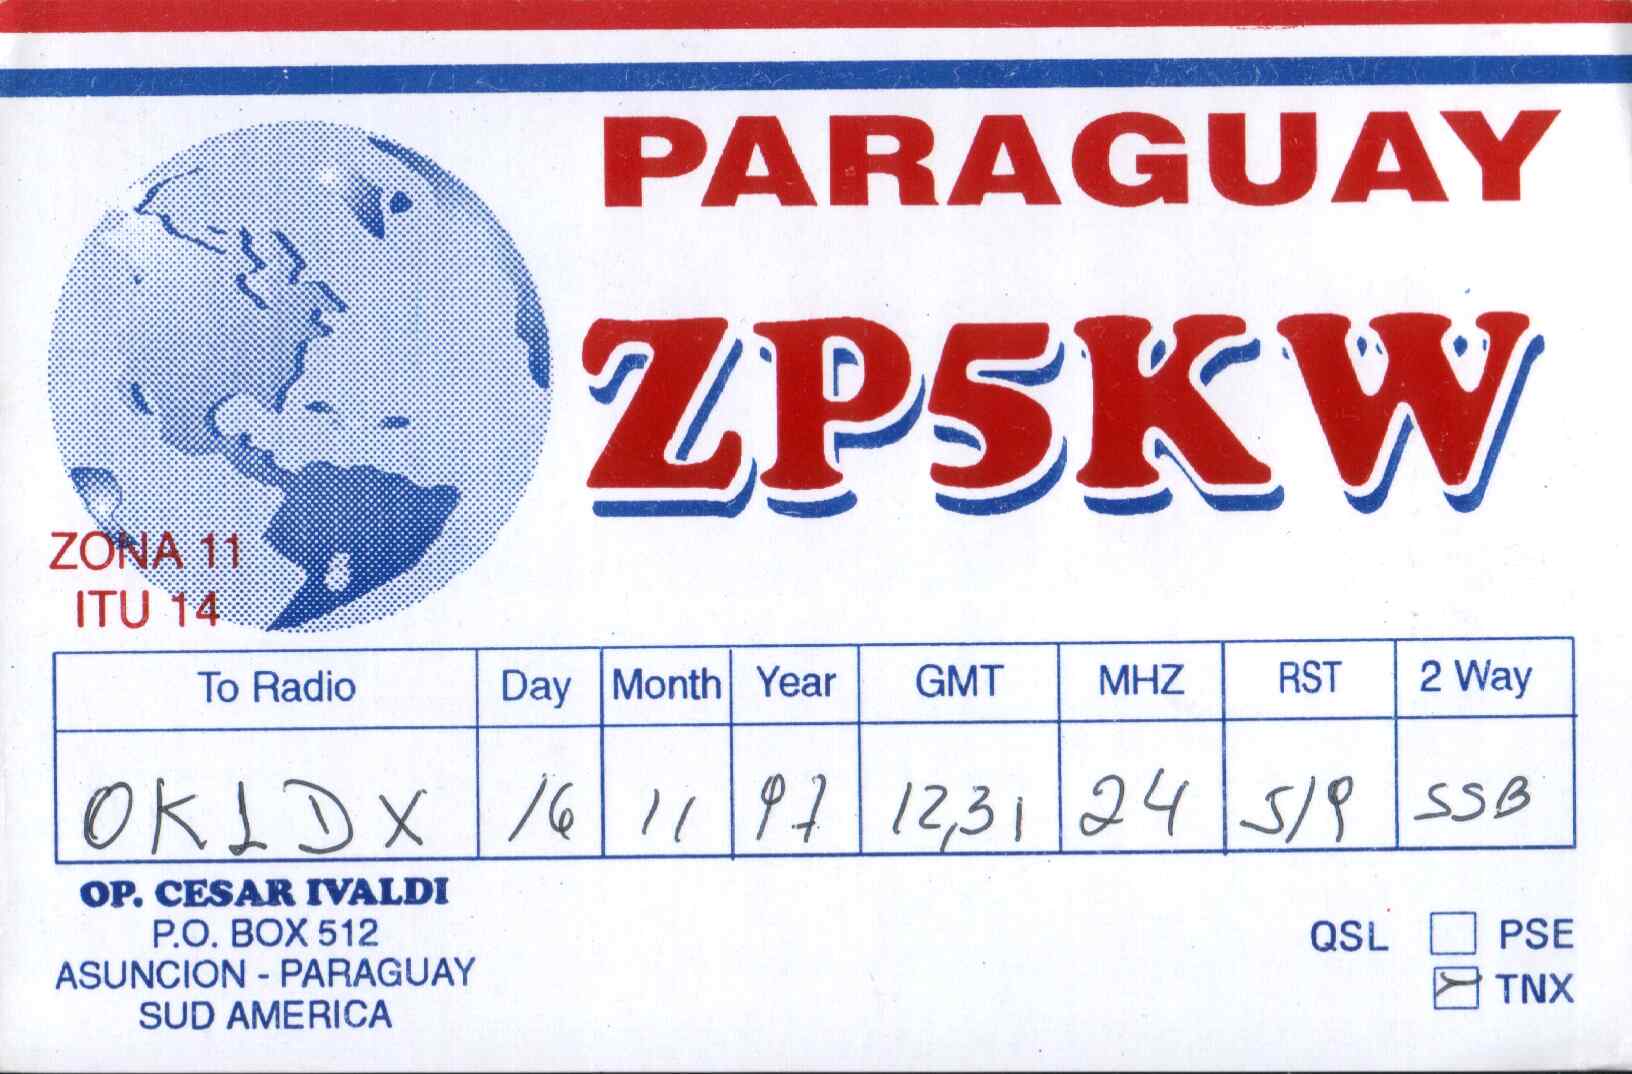 PARAGUAY
ZP5KW
ZONA 11
ITU 14
To Radio Day Month Year GMT MHZ RST 2 Way
OK1DX 16 11 97 12,31 24 5/9 SSB
OP. CESAR IVALDI
P.O. BOX 512
ASUNCION - PARAGUAY
SUD AMERICA
QSL PSE
TNX